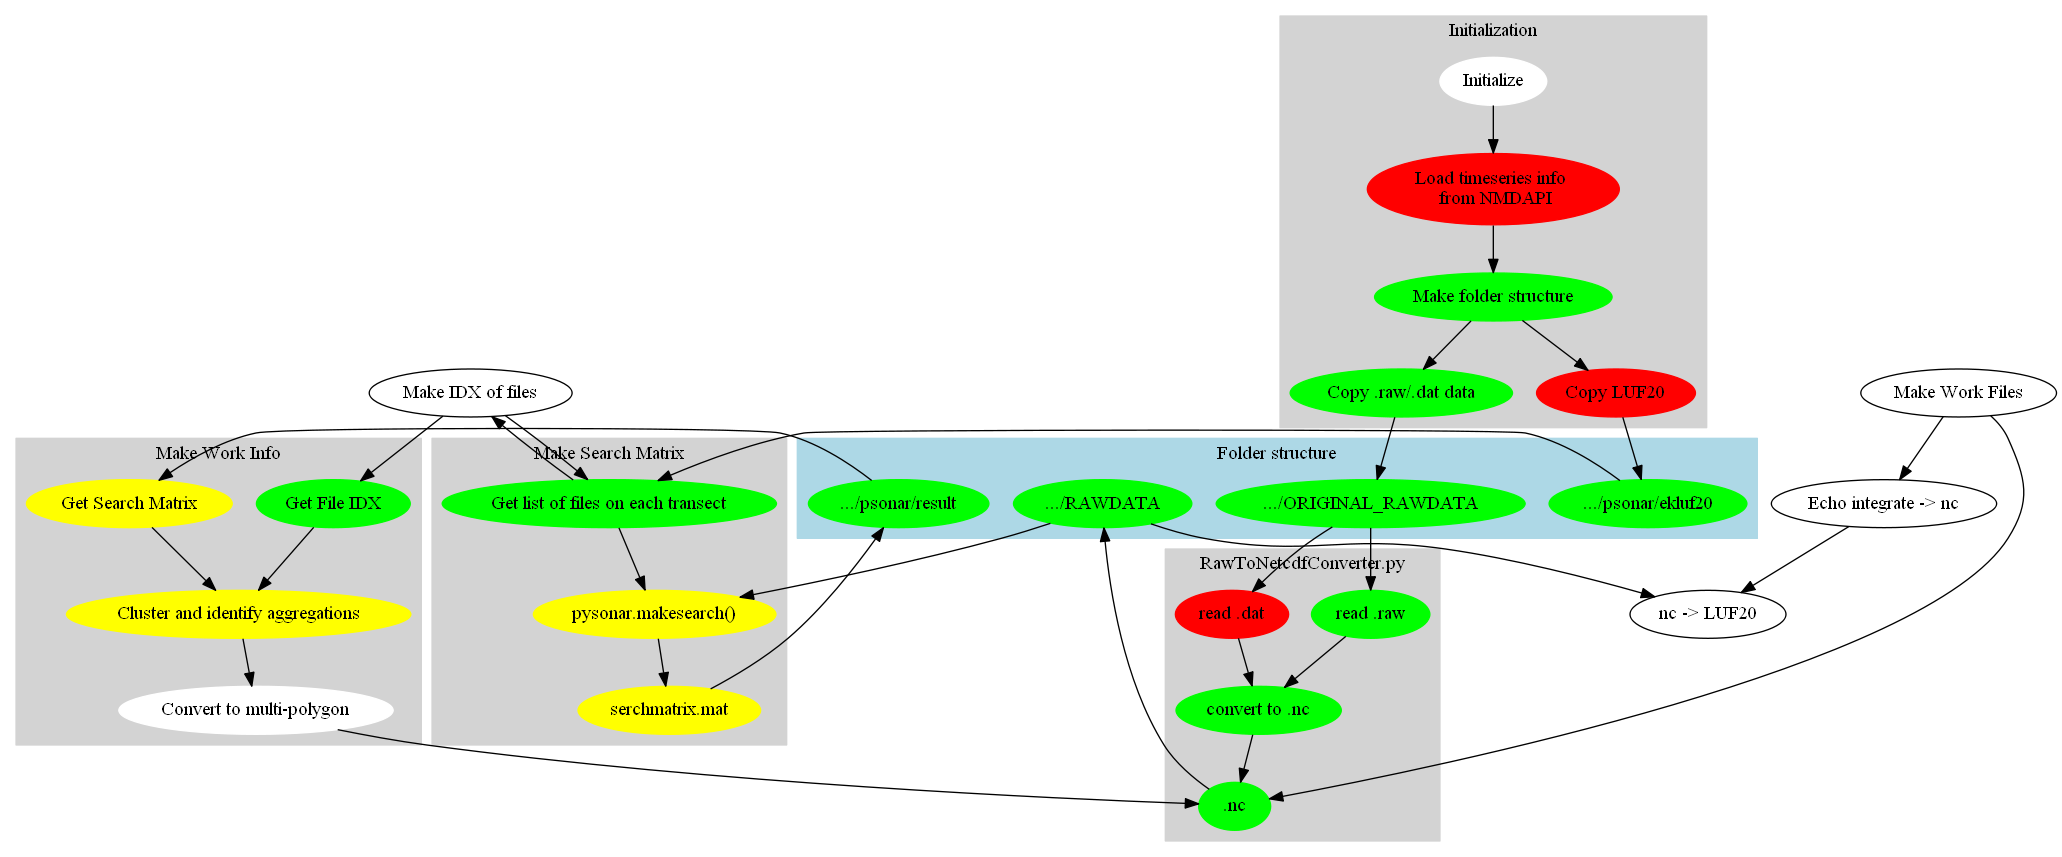 Initialization
Initialize
Load timeseries info
from NMDAPI
Make folder structure
Make IDX of files
Copy .raw/.dat data
Copy LUF20
Make Work Files
Make Work Info
Make Search Matrix
Folder structure
Get Search Matrix
Get File IDX
Get list of files on each transect
.../psonar/result
.../RAWDATA
.../ORIGINAL_RAWDATA
.../psonar/ekluf20
Echo integrate -> nc
RawToNetcdfConverter.py
Cluster and identify aggregations
pysonar.makesearch()
read .dat
read .raw
nc -> LUF20
Convert to multi-polygon
serchmatrix.mat
convert to .nc
.nc